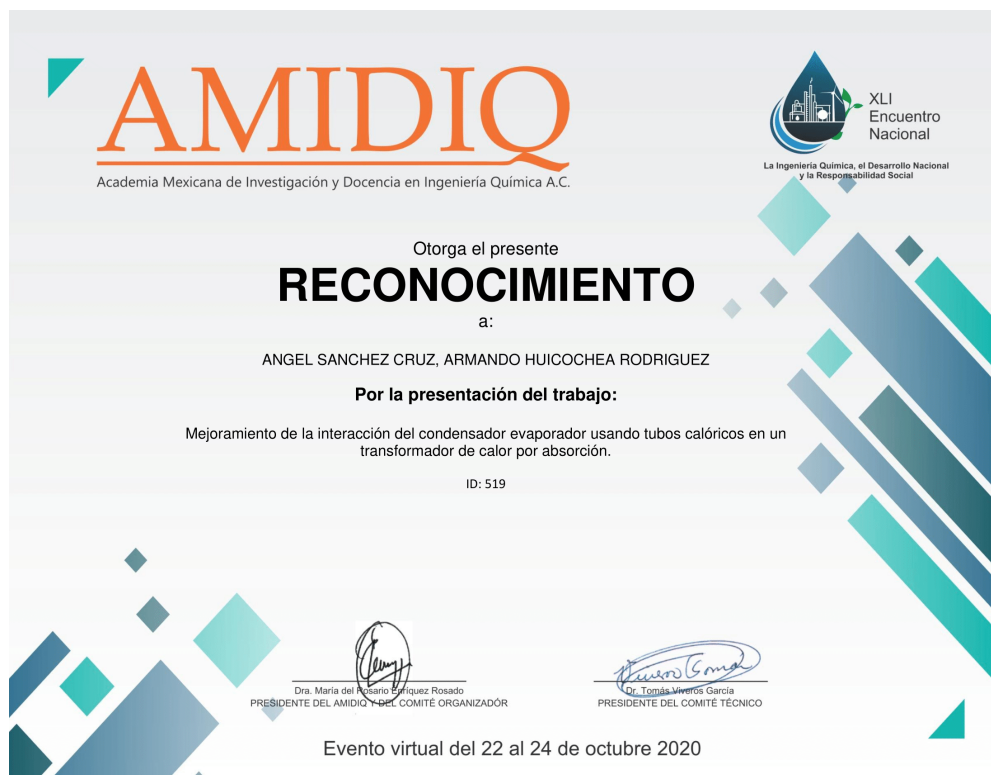 AMIDIQ
Academia Mexicana de Investigación y Docencia en Ingeniería Química A.C.
XLI
Encuentro
Nacional
La Ingeniería Química, el Desarrollo Nacional
y la Responsabilidad Social
Otorga el presente
RECONOCIMIENTO
a:
ANGEL SANCHEZ CRUZ, ARMANDO HUICOCHEA RODRIGUEZ
Por la presentación del trabajo:
Mejoramiento de la interacción del condensador evaporador usando tubos calóricos en un
transformador de calor por absorción.
ID: 519
Dra. María del Rosario Enríquez Rosado
PRESIDENTE DEL AMIDIQ Y DEL COMITÉ ORGANIZADÓR
Dr. Tomás Viveros García
PRESIDENTE DEL COMITÉ TÉCNICO
Evento virtual del 22 al 24 de octubre 2020